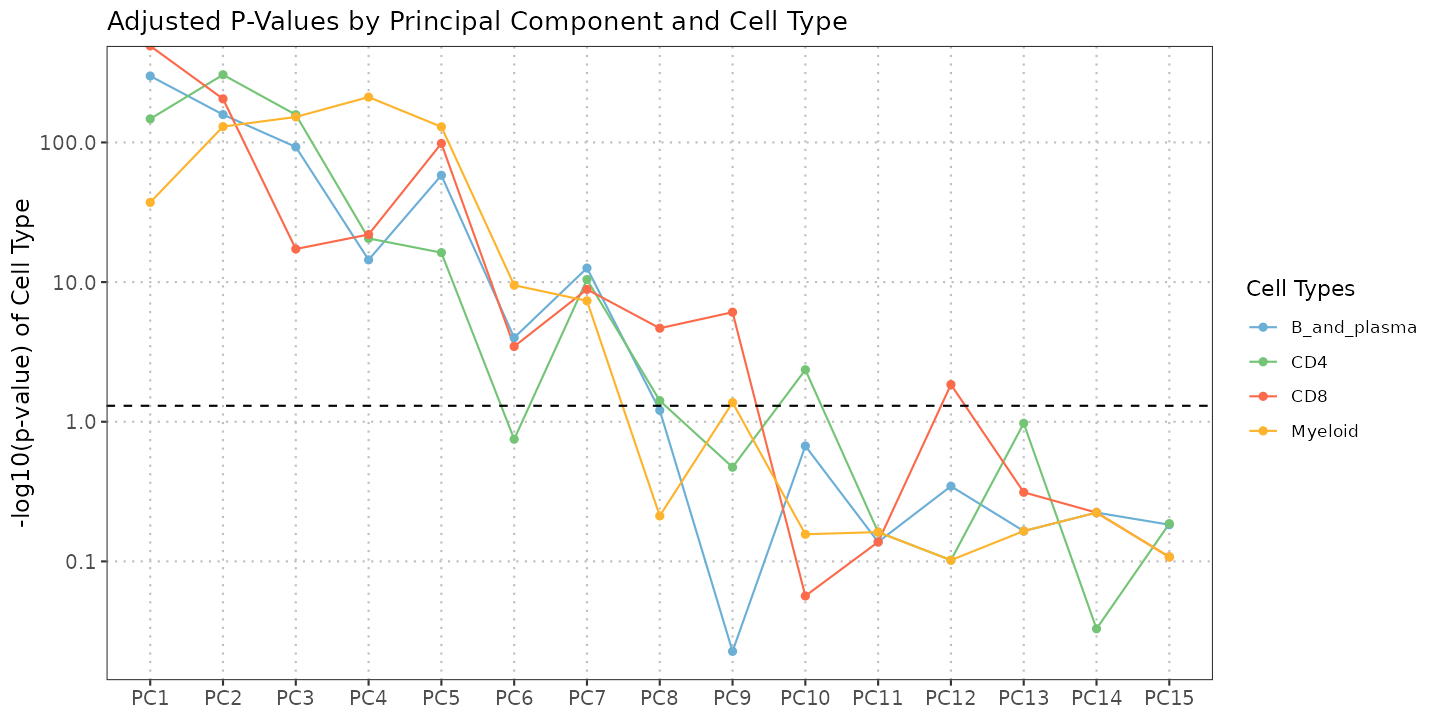 Adjusted P-Values by Principal Component and Cell Type
-log10(p-value) of Cell Type
100.0
10.0
1.0
0.1
PC1 PC2 PC3 PC4 PC5 PC6 PC7 PC8 PC9 PC10 PC11 PC12 PC13 PC14 PC15
Cell Types
B_and_plasma
CD4
CD8
Myeloid